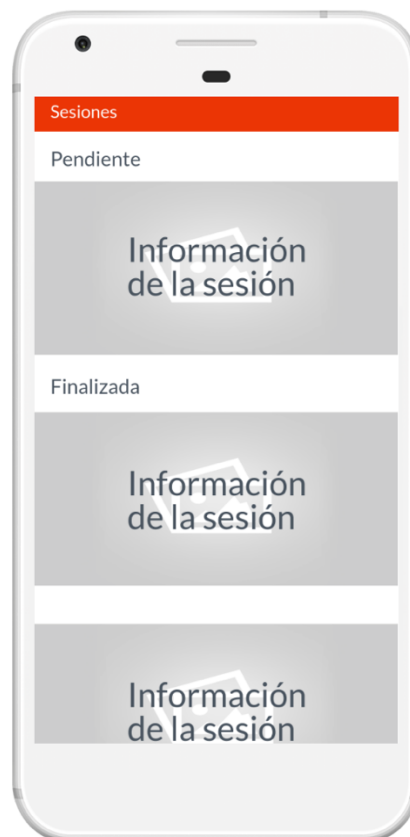 Sesiones
Pendiente
Información
de la sesión
Finalizada
Información
de la sesión
Información
de la sesión